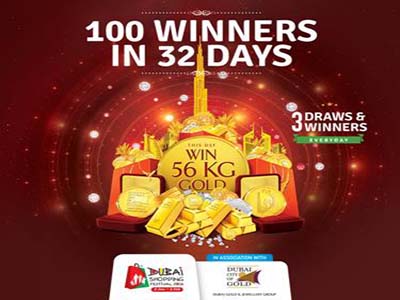 100 WINNERS
IN 32 DAYS
3 DRAWS &
WINNERS
EVERYDAY
THIS DSF
WIN
56 KG
GOLD
DUBAI
SHOPPING
FESTIVAL
IN ASSOCIATION WITH
DUBAI
CITY
OF
GOLD
DUBAI GOLD & JEWELLERY GROUP